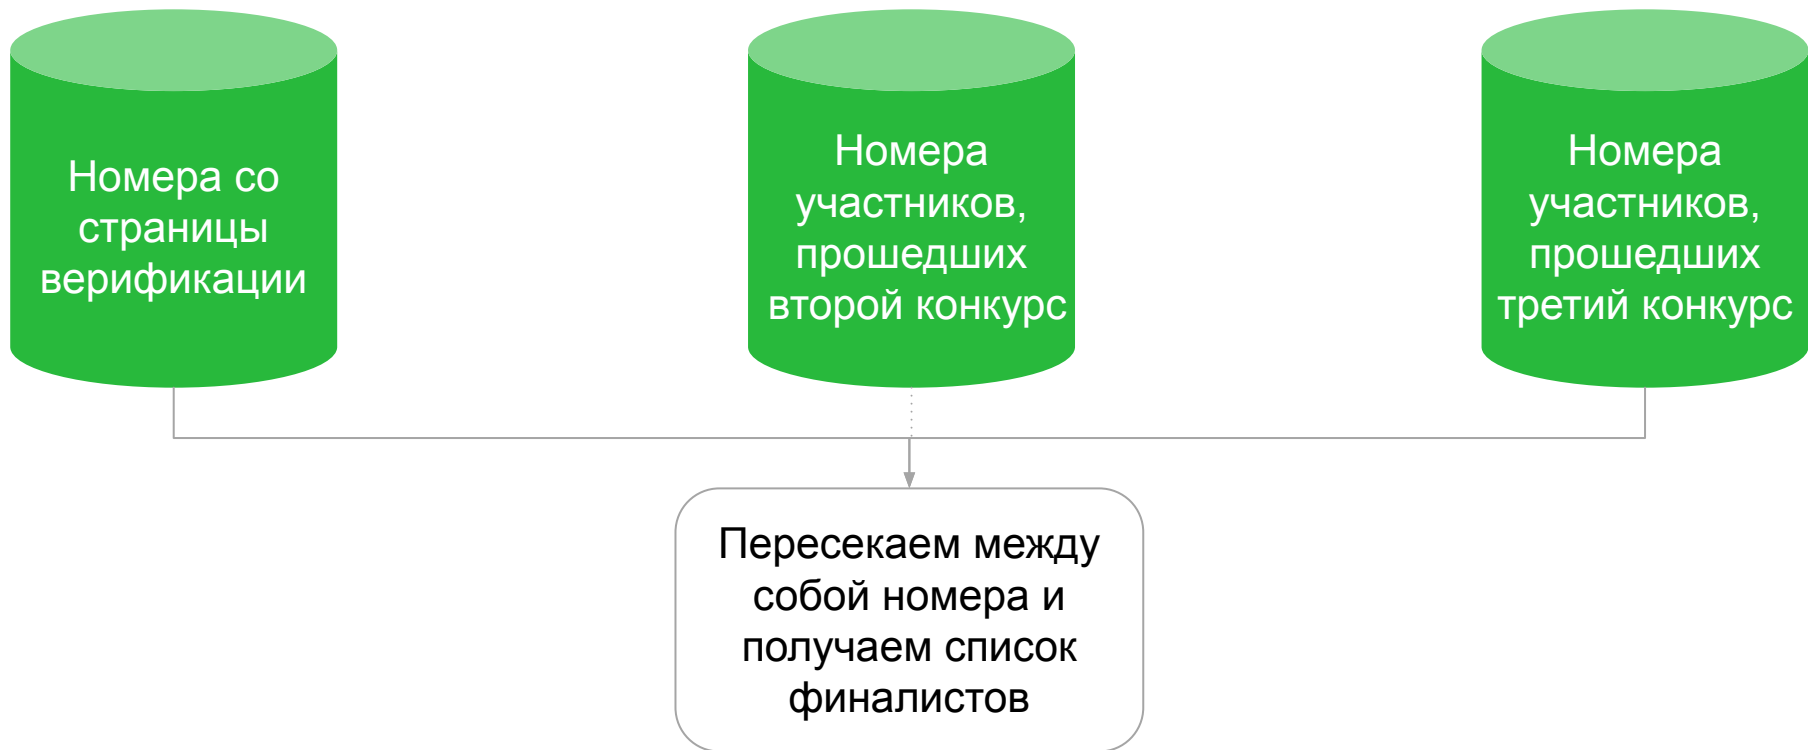 Номера со
страницы
верификации
Номера
участников,
прошедших
второй конкурс
Номера
участников,
прошедших
третий конкурс
Пересекаем между
собой номера и
получаем список
финалистов